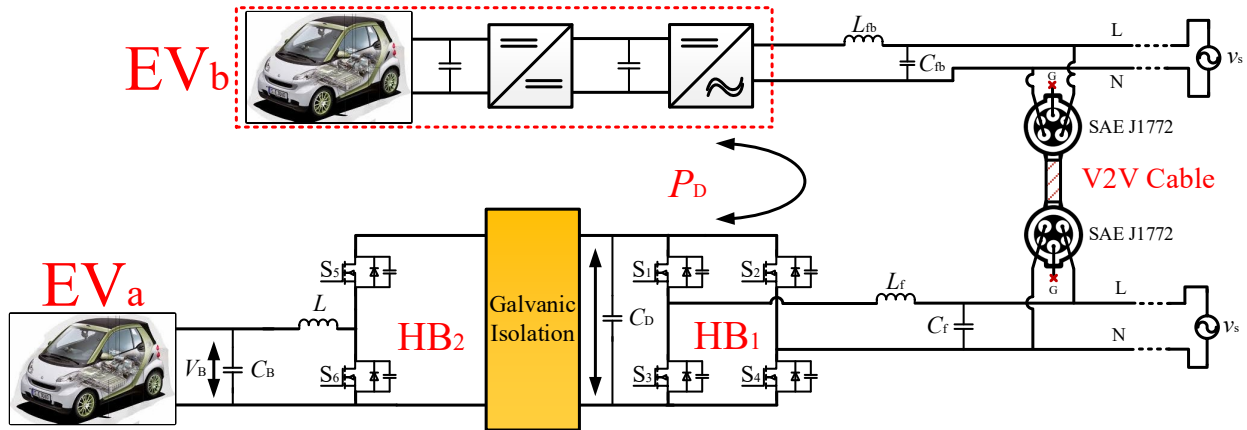 EVb
Lfb
Cfb
L
N
vs
G
SAE J1772
V2V Cable
PD
SAE J1772
G
EVa
VB
CB
L
S5
S6
HB2
Galvanic
Isolation
CD
S1
S2
S3
S4
HB1
Lf
Cf
L
N
vs